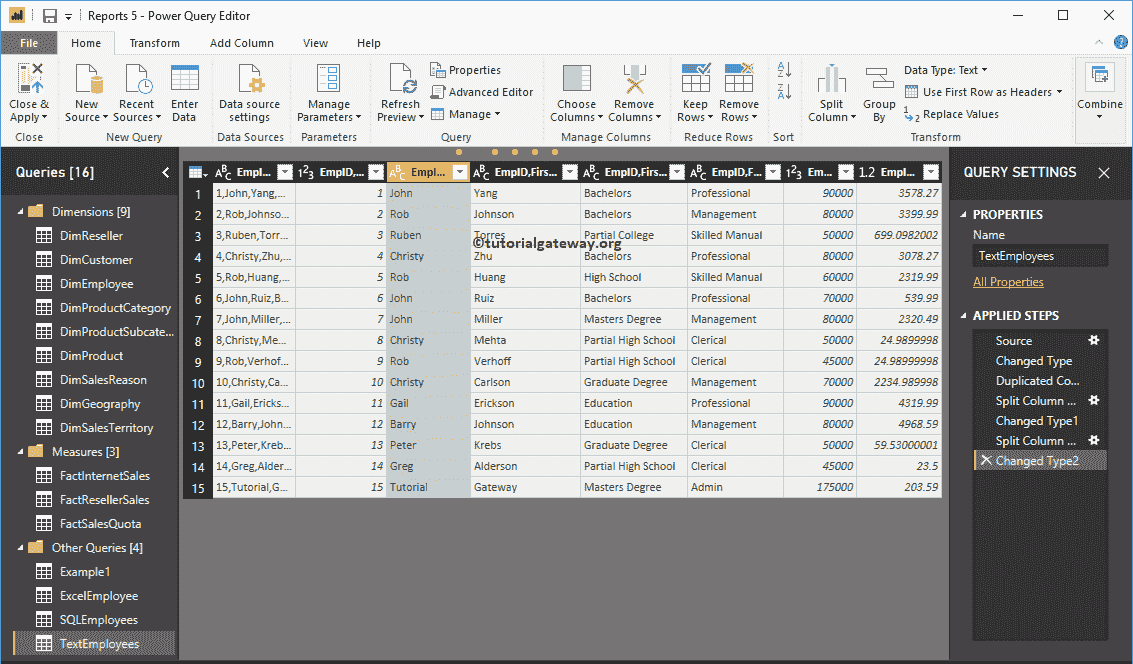 Reports 5 - Power Query Editor
File Home Transform Add Column View Help
Close & Apply
New Source
Recent Sources
Enter Data
Data source settings
Manage Parameters
Refresh Preview
Properties
Advanced Editor
Manage
Choose Columns
Remove Columns
Keep Rows
Remove Rows
Split Column
Group By
Data Type: Text
Use First Row as Headers
Replace Values
Combine
Close New Query Data Sources Parameters Query Manage Columns Reduce Rows Sort Transform
Queries [16]
Dimensions [9]
DimReseller
DimCustomer
DimEmployee
DimProductCategory
DimProductSubcate...
DimProduct
DimSalesReason
DimGeography
DimSalesTerritory
Measures [3]
FactInternetSales
FactResellerSales
FactSalesQuota
Other Queries [4]
Example1
ExcelEmployee
SQLEmployees
TextEmployees
ABC Empl... 123 EmpID,... ABC Empl... ABC EmpID,Firs... ABC EmpID,Firs... ABC EmpID,F... 123 Em... 1.2 Empl...
1 1,John,Yang,... 1 John Yang Bachelors Professional 90000 3578.27
2 2,Rob,Johnso... 2 Rob Johnson Bachelors Management 80000 3399.99
3 3,Ruben,Torr... 3 Ruben Torres Partial College Skilled Manual 50000 699.0982002
©tutorialgateway.org
4 4,Christy,Zhu,... 4 Christy Zhu Bachelors Professional 80000 3078.27
5 5,Rob,Huang,... 5 Rob Huang High School Skilled Manual 60000 2319.99
6 6,John,Ruiz,B... 6 John Ruiz Bachelors Professional 70000 539.99
7 7,John,Miller,... 7 John Miller Masters Degree Management 80000 2320.49
8 8,Christy,Me... 8 Christy Mehta Partial High School Clerical 50000 24.9899998
9 9,Rob,Verhof... 9 Rob Verhoff Partial High School Clerical 45000 24.98999998
10 10,Christy,Ca... 10 Christy Carlson Graduate Degree Management 70000 2234.989998
11 11,Gail,Ericks... 11 Gail Erickson Education Professional 90000 4319.99
12 12,Barry,John... 12 Barry Johnson Education Management 80000 4968.59
13 13,Peter,Kreb... 13 Peter Krebs Graduate Degree Clerical 50000 59.53000001
14 14,Greg,Alder... 14 Greg Alderson Partial High School Clerical 45000 23.5
15 15,Tutorial,G... 15 Tutorial Gateway Masters Degree Admin 175000 203.59
QUERY SETTINGS
PROPERTIES
Name
TextEmployees
All Properties
APPLIED STEPS
Source
Changed Type
Duplicated Co...
Split Column ...
Changed Type1
Split Column ...
Changed Type2